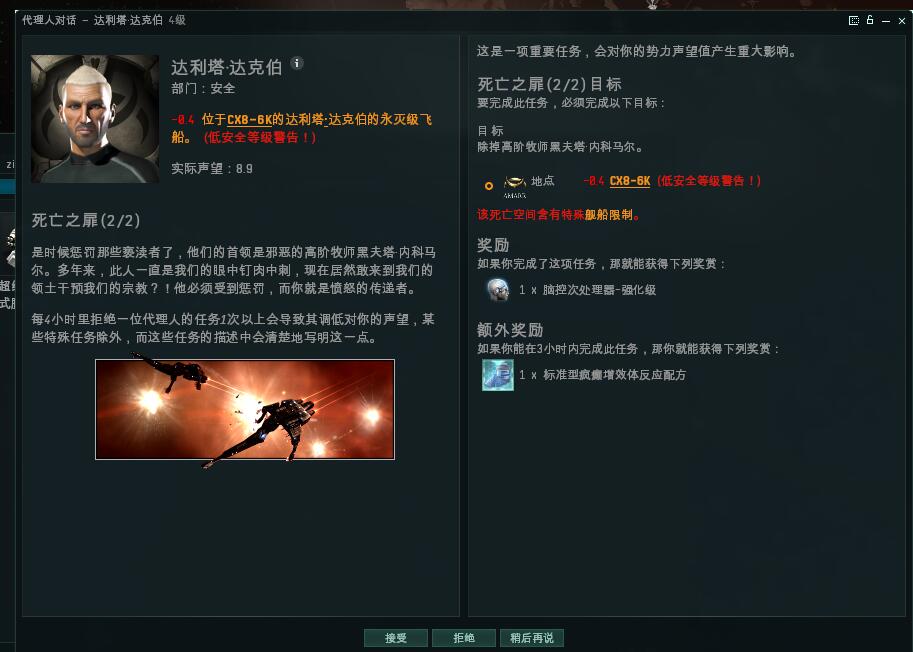 代理人对话 - 达利塔·达克伯 4级
达利塔·达克伯
部门：安全
-0.4 位于CX8-6K的达利塔·达克伯的永灭级飞
船。 (低安全等级警告！)
实际声望：8.9
死亡之扉(2/2)
是时候惩罚那些亵渎者了，他们的首领是邪恶的高阶牧师黑夫塔·内科马
尔。多年来，此人一直是我们的眼中钉肉中刺，现在居然敢来到我们的
领土干预我们的宗教？！他必须受到惩罚，而你就是愤怒的传递者。
每4小时里拒绝一位代理人的任务1次以上会导致其调低对你的声望，某
些特殊任务除外，而这些任务的描述中会清楚地写明这一点。
这是一项重要任务，会对你的势力声望值产生重大影响。
死亡之扉(2/2)目标
要完成此任务，必须完成以下目标：
目标
除掉高阶牧师黑夫塔·内科马尔。
地点 -0.4 CX8-6K (低安全等级警告！)
AMARR
该死亡空间含有特殊舰船限制。
奖励
如果你完成了这项任务，那就能获得下列奖赏：
1 x 脑控次处理器-强化级
额外奖励
如果你能在3小时内完成此任务，那你就能获得下列奖赏：
1 x 标准型疯癫增效体反应配方
zi
超级
式服
接受 拒绝 稍后再说